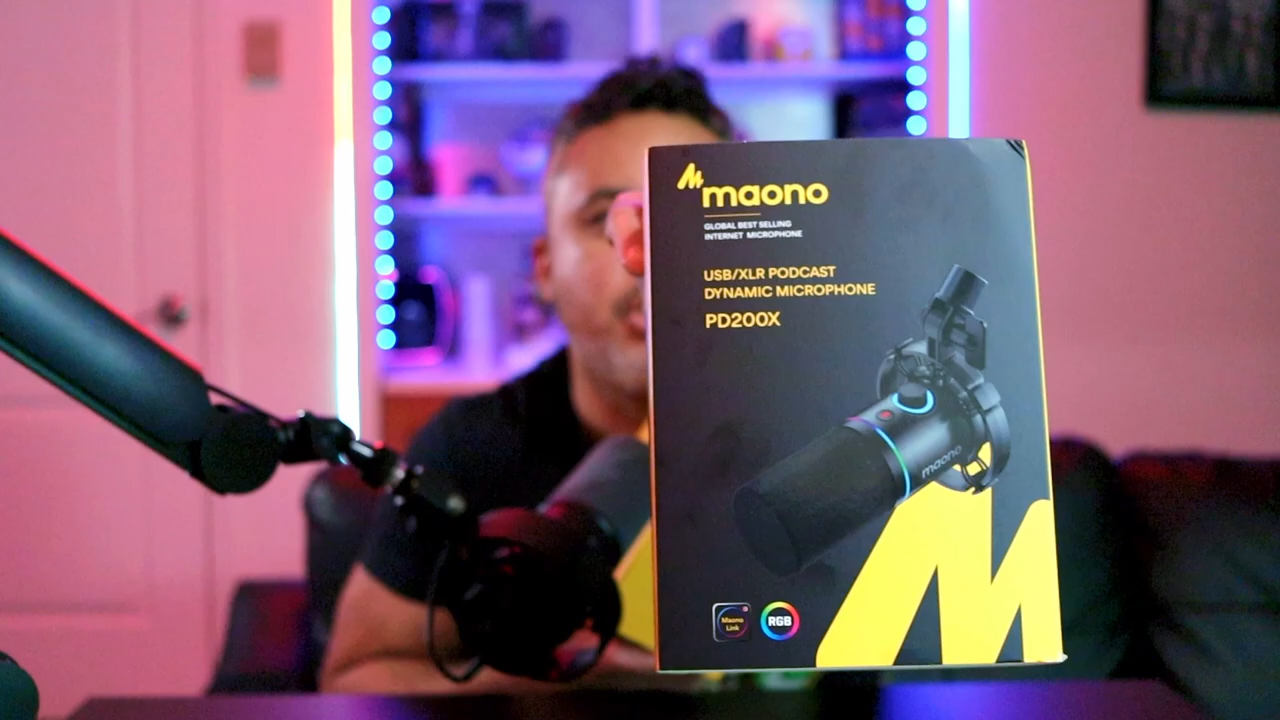 maono
GLOBAL BEST SELLING
INTERNET MICROPHONE
USB/XLR PODCAST
DYNAMIC MICROPHONE
PD200X
maono
Maono
Link
RGB